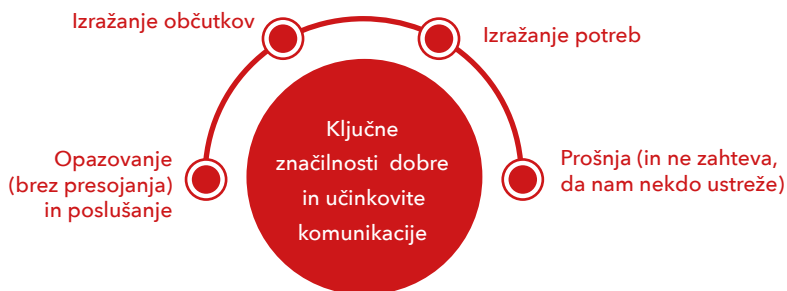 Izražanje občutkov
Izražanje potreb
Opazovanje
(brez presojanja)
in poslušanje
Ključne
značilnosti dobre
in učinkovite
komunikacije
Prošnja (in ne zahteva,
da nam nekdo ustreže)